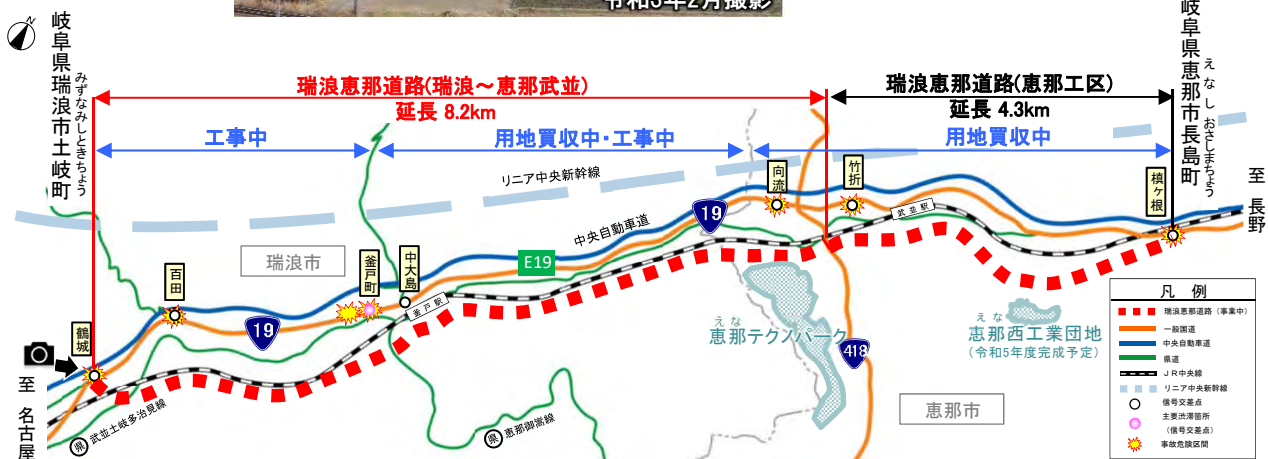 令和5年2月撮影
岐阜県瑞浪市土岐町
みずなみしときちょう
岐阜県恵那市長島町
えなしおさしまちょう
瑞浪恵那道路(瑞浪～恵那武並)
延長 8.2km
瑞浪恵那道路(恵那工区)
延長 4.3km
工事中
用地買収中・工事中
用地買収中
リニア中央新幹線
中央自動車道
至 長野
向流
竹折
槙ヶ根
武並駅
19
E19
瑞浪市
釜戸町
中大島
釜戸駅
百田
19
鶴城
至 名古屋
県 武並土岐多治見線
県 恵那御嵩線
えな
恵那テクノパーク
418
えな
恵那西工業団地
(令和5年度完成予定)
恵那市
凡 例
瑞浪恵那道路（事業中）
一般国道
中央自動車道
県道
ＪＲ中央線
リニア中央新幹線
信号交差点
主要渋滞箇所
（信号交差点）
事故危険区間